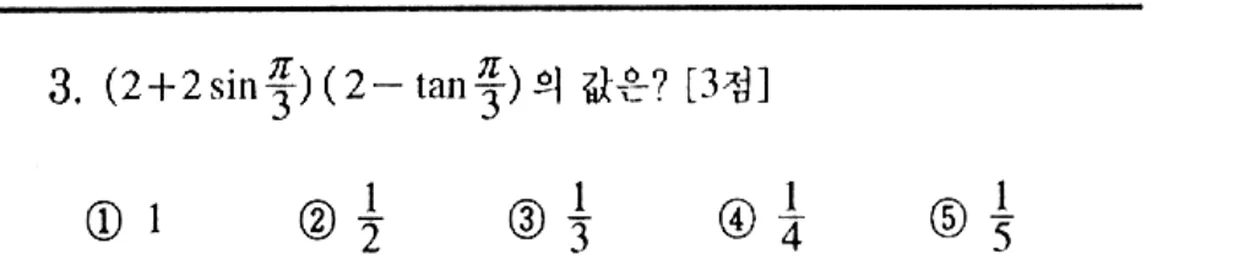 3. (2+2 sin π/3)(2− tan π/3)의 값은? [3점]
① 1 ② 1/2 ③ 1/3 ④ 1/4 ⑤ 1/5